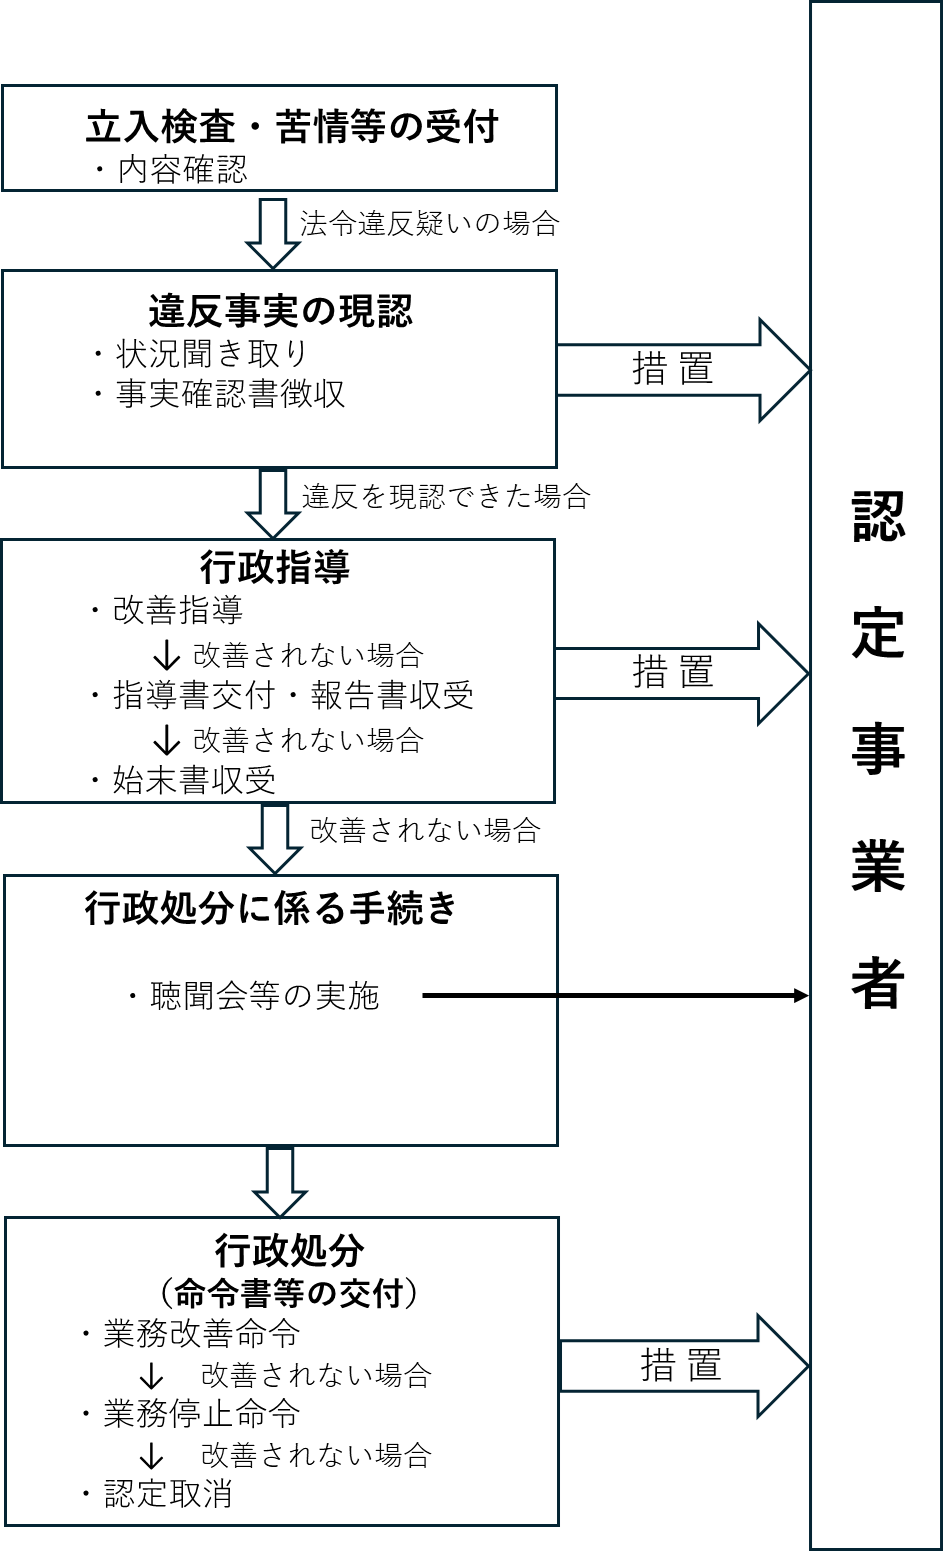 立入検査・苦情等の受付
・内容確認
法令違反疑いの場合
違反事実の現認
・状況聞き取り
・事実確認書徴収
措置
違反を現認できた場合
行政指導
・改善指導
改善されない場合
・指導書交付・報告書収受
改善されない場合
・始末書収受
措置
改善されない場合
行政処分に係る手続き
・聴聞会等の実施
行政処分
（命令書等の交付）
・業務改善命令
改善されない場合
・業務停止命令
改善されない場合
・認定取消
措置
認定事業者